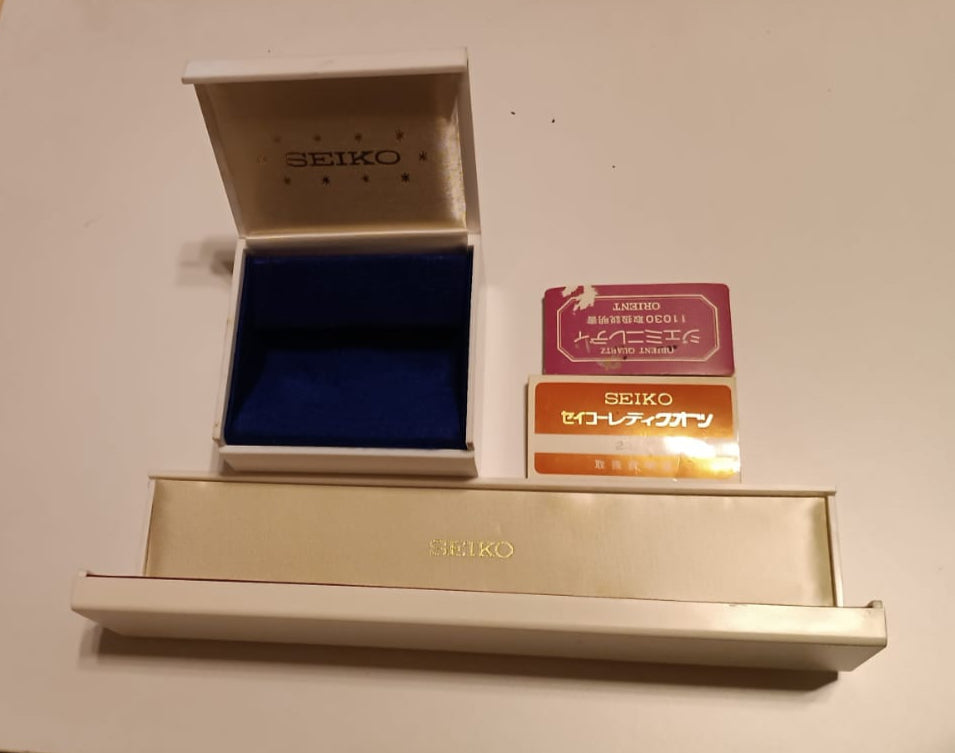 SEIKO
ORIENT QUARTZ
ジェミニレディ
11030取扱説明書
ORIENT
SEIKO
セイコーレディクオーツ
SEIKO